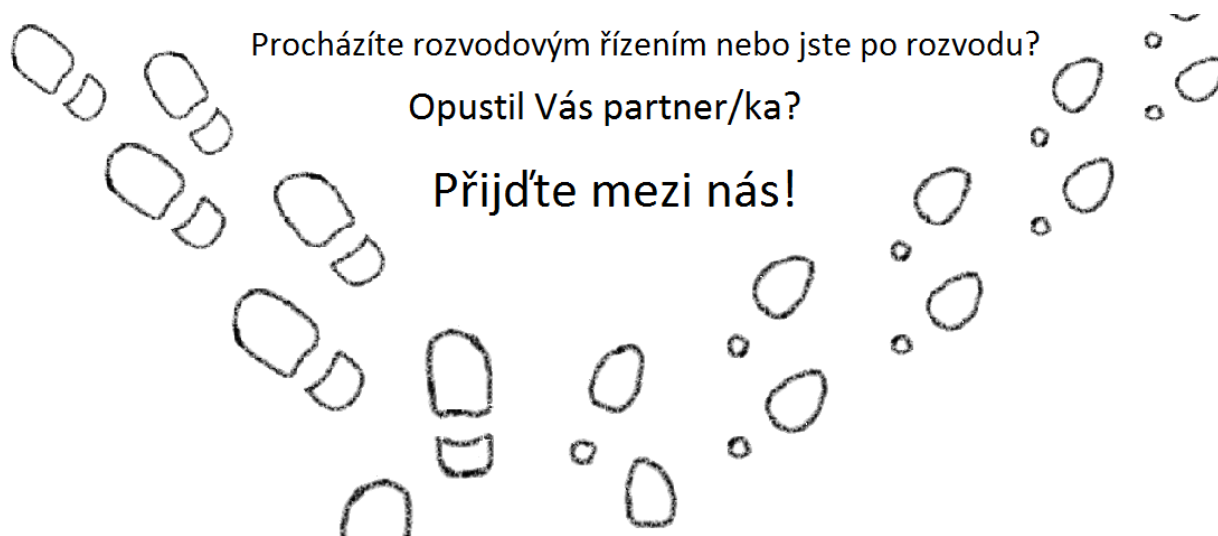 Procházíte rozvodovým řízením nebo jste po rozvodu?
Opustil Vás partner/ka?
Přijďte mezi nás!